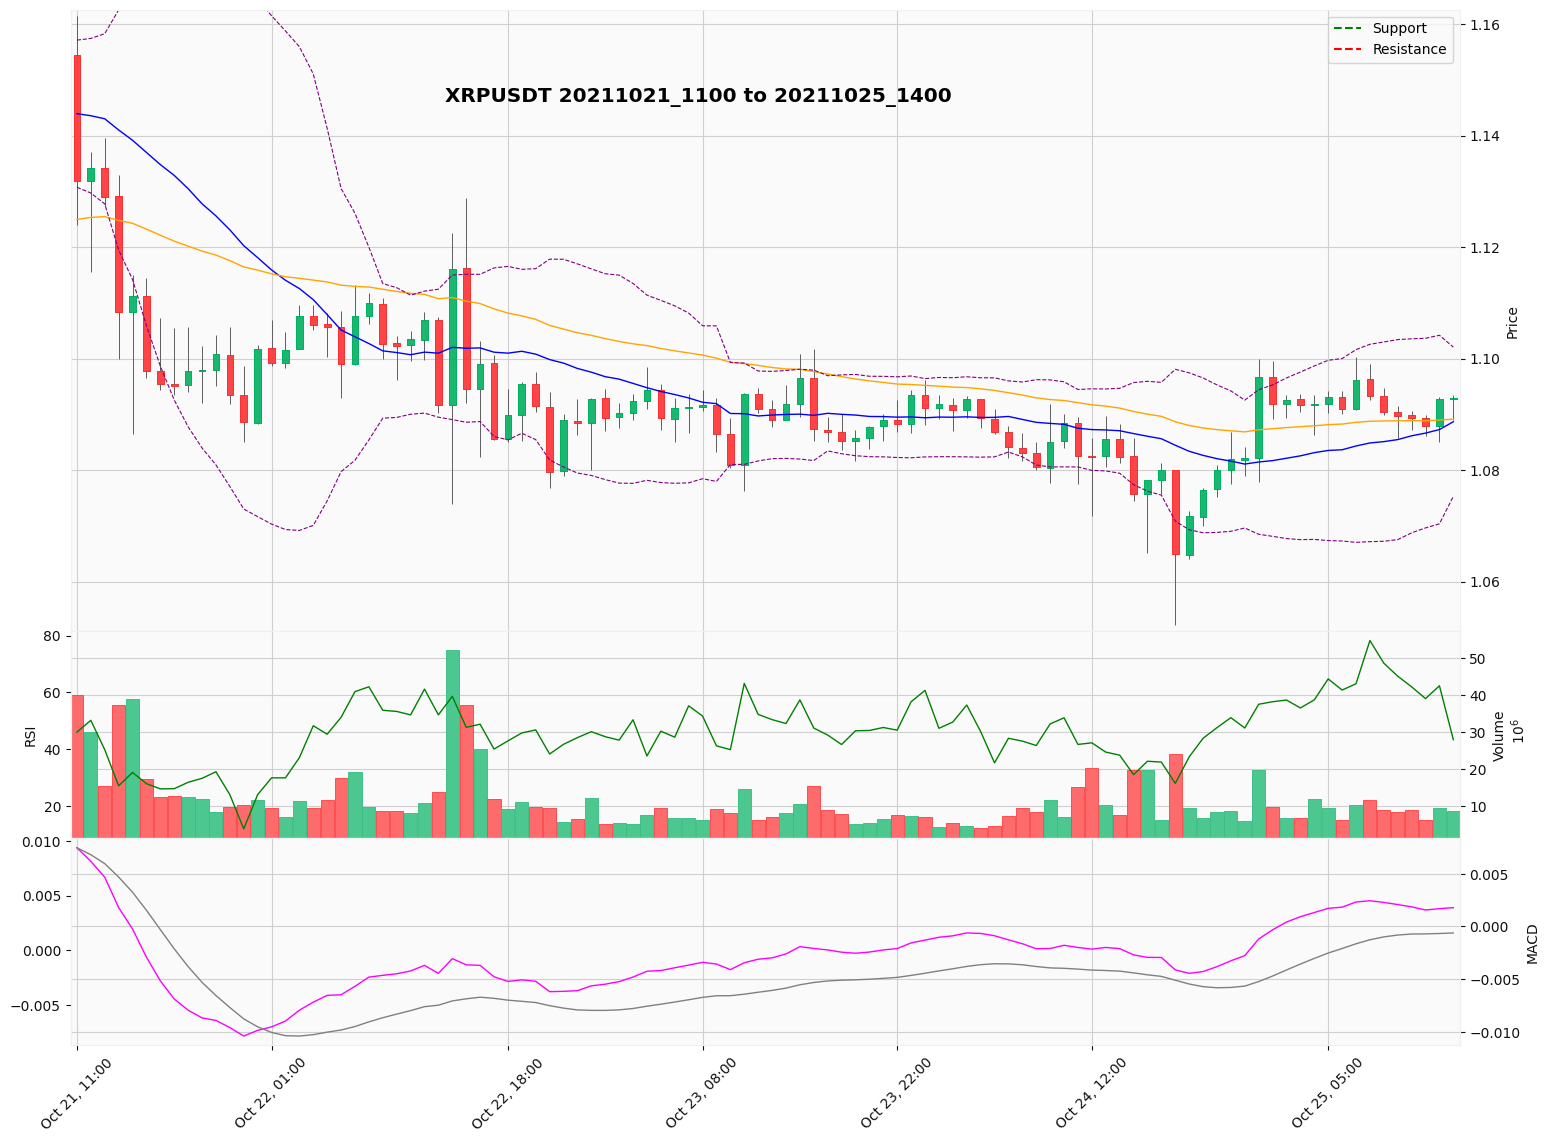 XRPUSDT 20211021_1100 to 20211025_1400
Support
Resistance
1.16
1.14
1.12
1.10
1.08
1.06
Price
80
60
40
20
RSI
50
40
30
20
10
Volume
10^6
0.010
0.005
0.000
−0.005
0.005
0.000
−0.005
−0.010
MACD
Oct 21, 11:00
Oct 22, 01:00
Oct 22, 18:00
Oct 23, 08:00
Oct 23, 22:00
Oct 24, 12:00
Oct 25, 05:00